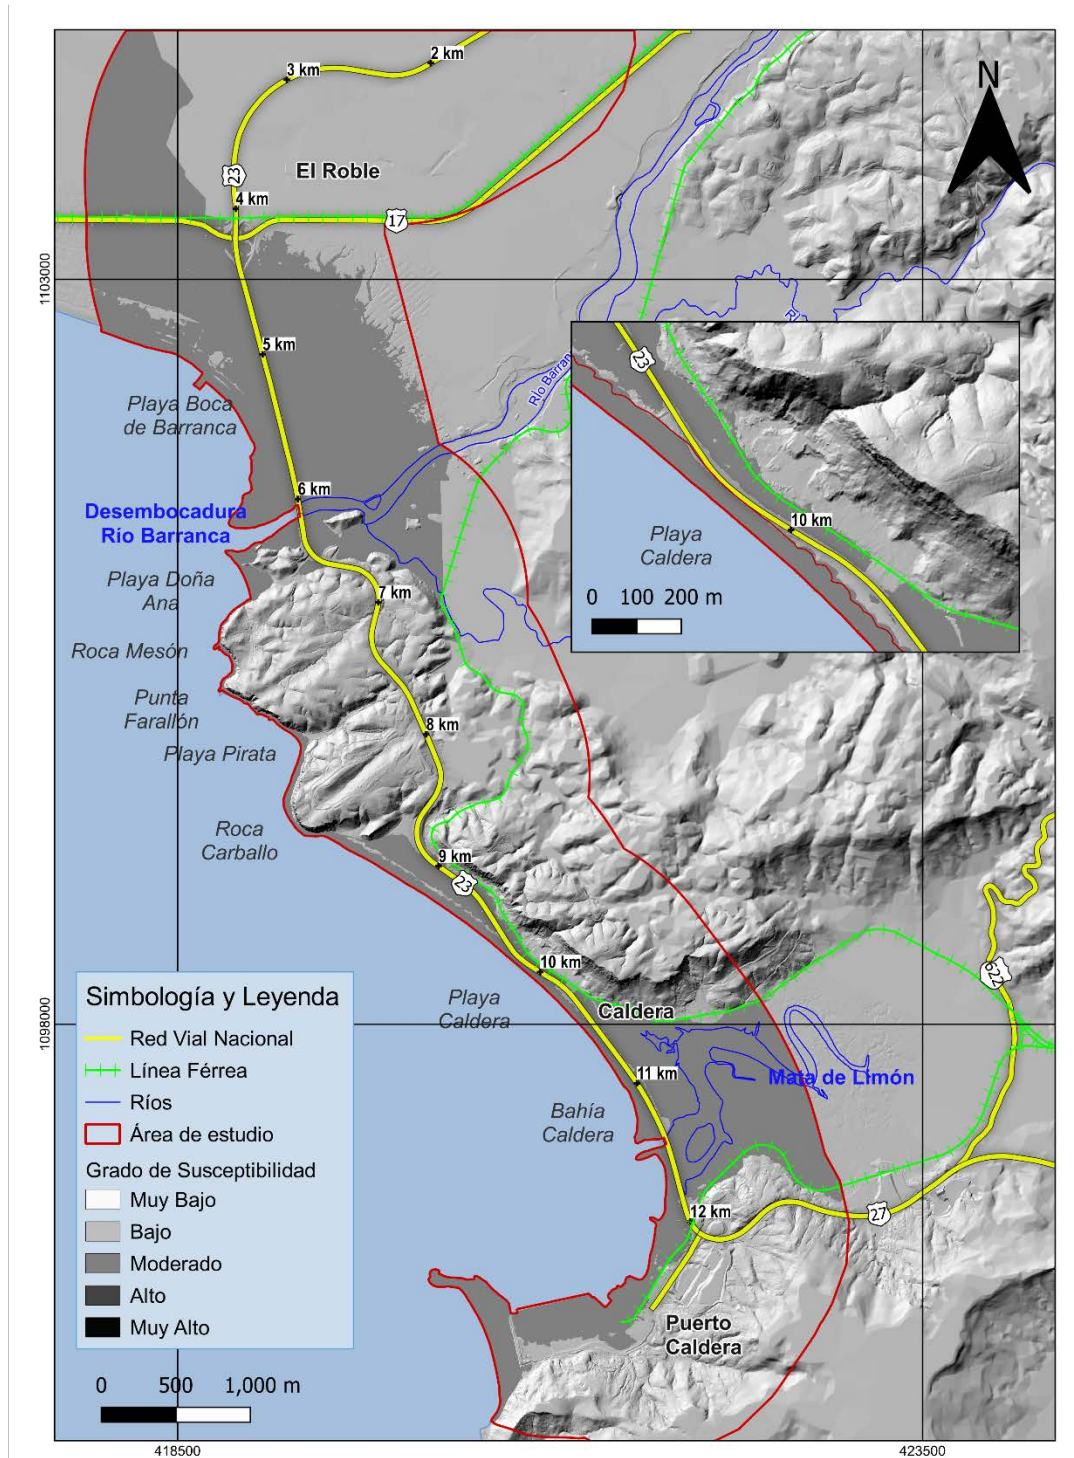 2 km
3 km
N
El Roble
23
4 km
17
1103000
5 km
23
Río Barran
Playa Boca
de Barranca
6 km
Desembocadura
Río Barranca
10 km
Playa
Caldera
Playa Doña
Ana
7 km
0 100 200 m
Roca Mesón
Punta
Farallón
8 km
Playa Pirata
Roca
Carballo
9 km
23
10 km
622
Simbología y Leyenda
Playa
Caldera
Caldera
1098000
Red Vial Nacional
Línea Férrea
11 km
Mata de Limón
Ríos
Bahía
Caldera
Área de estudio
Grado de Susceptibilidad
Muy Bajo
12 km
27
Bajo
Moderado
Alto
Muy Alto
Puerto
Caldera
0 500 1,000 m
418500
423500